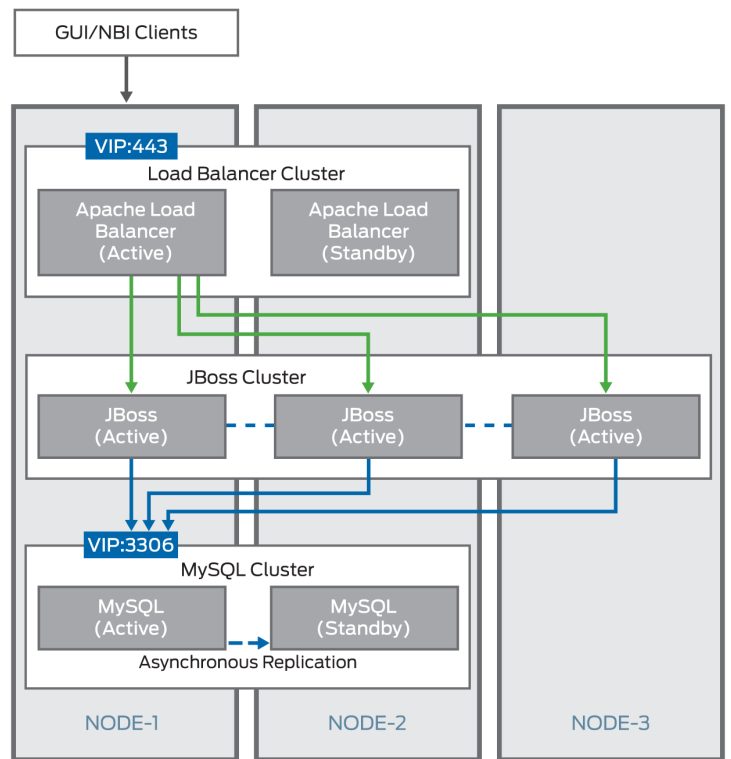 GUI/NBI Clients
VIP:443
Load Balancer Cluster
Apache Load
Balancer
(Active)
Apache Load
Balancer
(Standby)
JBoss Cluster
JBoss
(Active)
JBoss
(Active)
JBoss
(Active)
VIP:3306
MySQL Cluster
MySQL
(Active)
MySQL
(Standby)
Asynchronous Replication
NODE-1
NODE-2
NODE-3